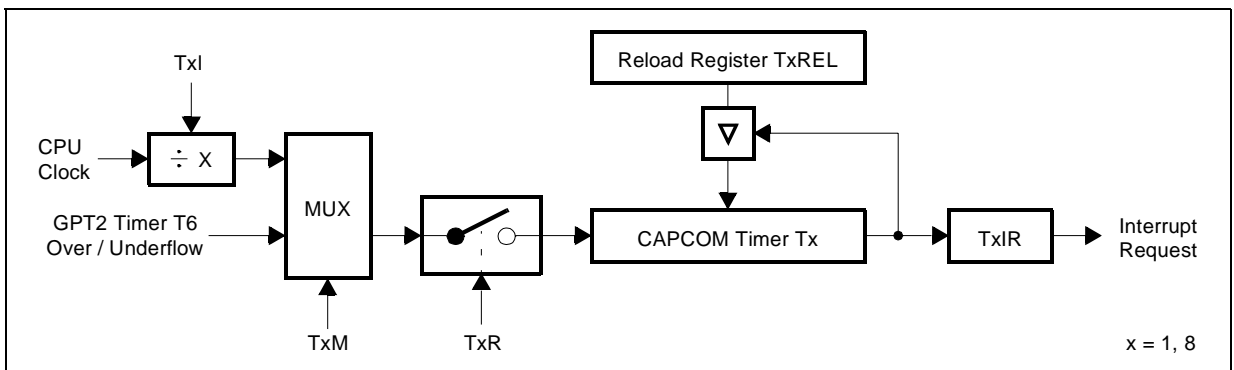 TxI
Reload Register TxREL
CPU
Clock
÷ X
GPT2 Timer T6
Over / Underflow
MUX
CAPCOM Timer Tx
TxIR
Interrupt
Request
TxM
TxR
x = 1, 8